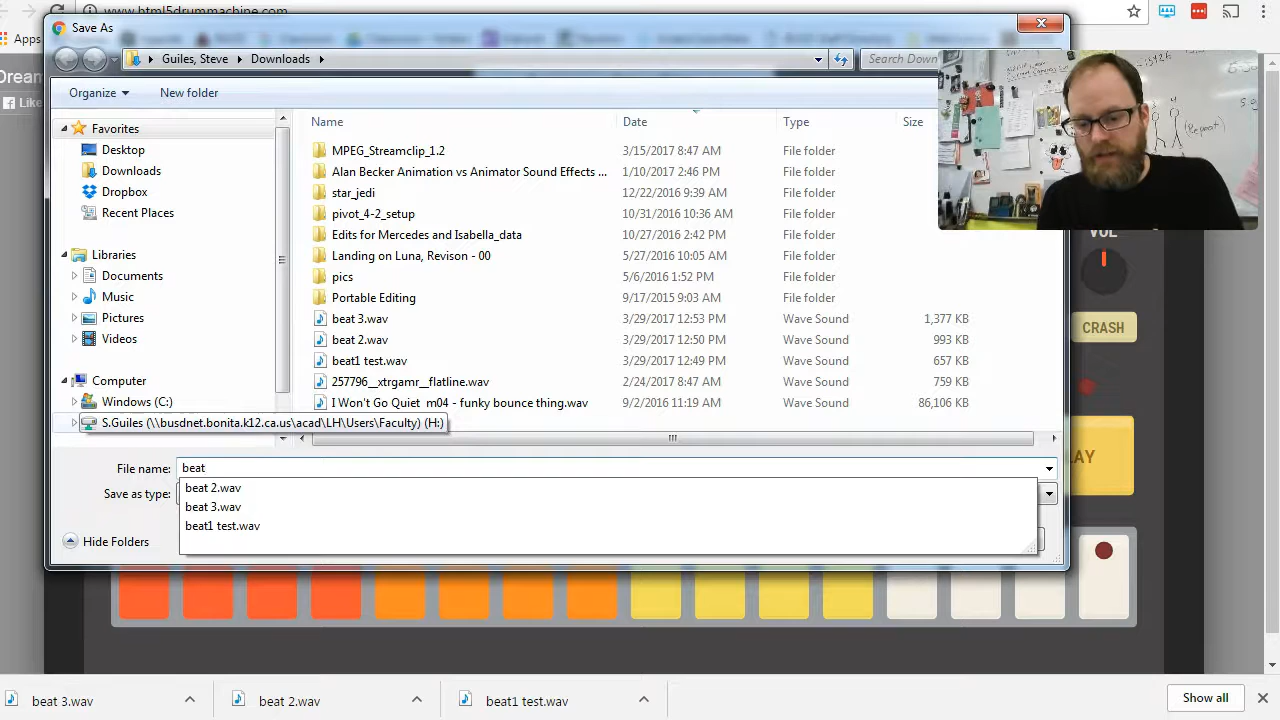 www.html5drummachine.com
Save As
Apps
Guiles, Steve
Downloads
Search Down
Organize
New folder
Like
Favorites
Desktop
Downloads
Dropbox
Recent Places
Libraries
Documents
Music
Pictures
Videos
Computer
Windows (C:)
S.Guiles (\\busdnet.bonita.k12.ca.us\acad\LH\Users\Faculty) (H:)
Name Date Type Size
MPEG_Streamclip_1.2 3/15/2017 8:47 AM File folder
Alan Becker Animation vs Animator Sound Effects ... 1/10/2017 2:46 PM File folder
star_jedi 12/22/2016 9:39 AM File folder
pivot_4-2_setup 10/31/2016 10:36 AM File folder
Edits for Mercedes and Isabella_data 10/27/2016 2:42 PM File folder
Landing on Luna, Revison - 00 5/27/2016 10:05 AM File folder
pics 5/6/2016 1:52 PM File folder
Portable Editing 9/17/2015 9:03 AM File folder
beat 3.wav 3/29/2017 12:53 PM Wave Sound 1,377 KB
beat 2.wav 3/29/2017 12:50 PM Wave Sound 993 KB
beat1 test.wav 3/29/2017 12:49 PM Wave Sound 657 KB
257796__xtrgamr__flatline.wav 2/24/2017 8:47 AM Wave Sound 759 KB
I Won't Go Quiet m04 - funky bounce thing.wav 9/2/2016 11:19 AM Wave Sound 86,106 KB
(Repeat)
VOL
CRASH
LAY
File name: beat
beat 2.wav
Save as type:
beat 3.wav
beat1 test.wav
Hide Folders
beat 3.wav
beat 2.wav
beat1 test.wav
Show all